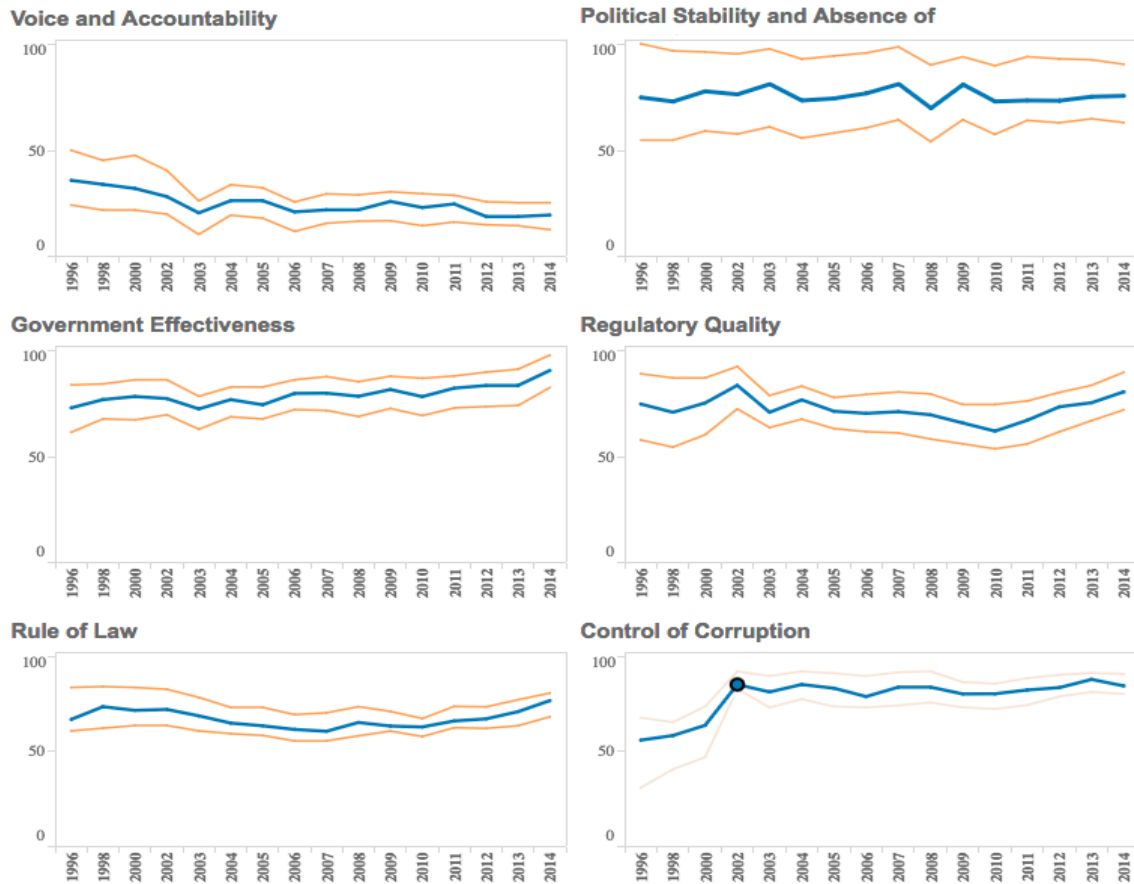 Voice and Accountability
100
50
0
1996 1998 2000 2002 2003 2004 2005 2006 2007 2008 2009 2010 2011 2012 2013 2014
Political Stability and Absence of
100
50
0
1996 1998 2000 2002 2003 2004 2005 2006 2007 2008 2009 2010 2011 2012 2013 2014
Government Effectiveness
100
50
0
1996 1998 2000 2002 2003 2004 2005 2006 2007 2008 2009 2010 2011 2012 2013 2014
Regulatory Quality
100
50
0
1996 1998 2000 2002 2003 2004 2005 2006 2007 2008 2009 2010 2011 2012 2013 2014
Rule of Law
100
50
0
1996 1998 2000 2002 2003 2004 2005 2006 2007 2008 2009 2010 2011 2012 2013 2014
Control of Corruption
100
50
0
1996 1998 2000 2002 2003 2004 2005 2006 2007 2008 2009 2010 2011 2012 2013 2014